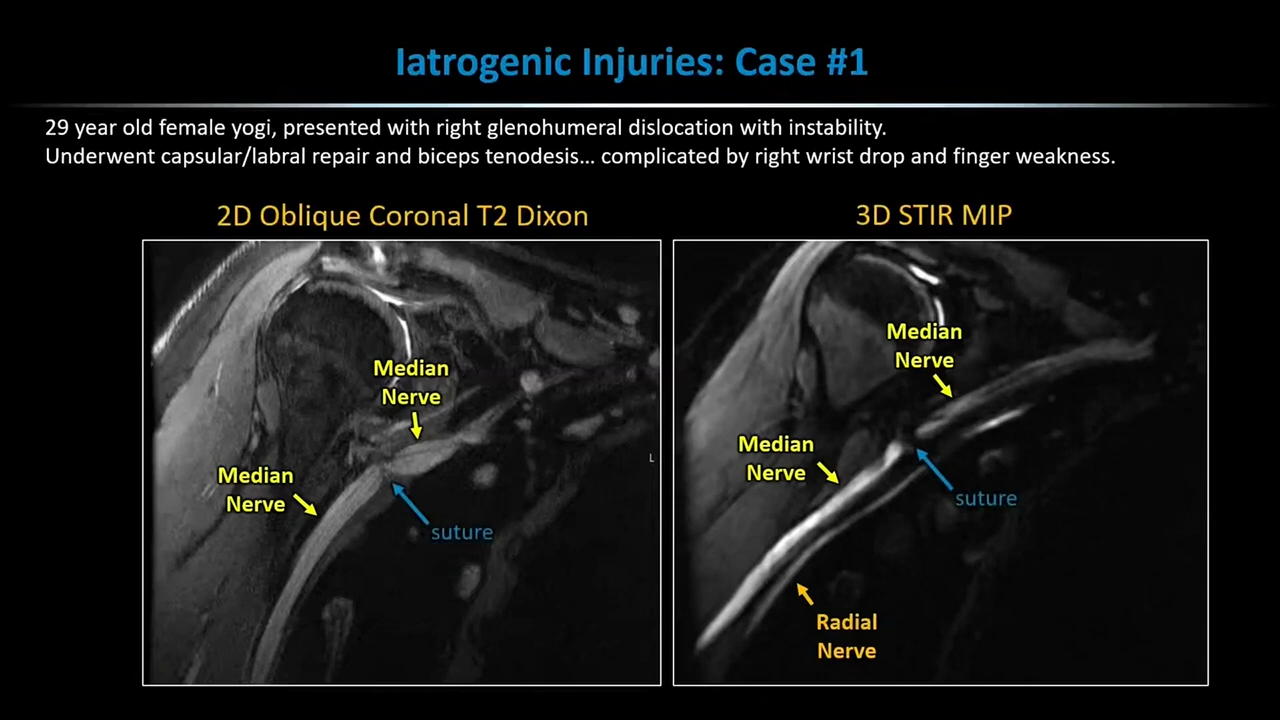 Iatrogenic Injuries: Case #1
29 year old female yogi, presented with right glenohumeral dislocation with instability.
Underwent capsular/labral repair and biceps tenodesis... complicated by right wrist drop and finger weakness.
2D Oblique Coronal T2 Dixon
Median
Nerve
Median
Nerve
suture
L
3D STIR MIP
Median
Nerve
Median
Nerve
suture
Radial
Nerve